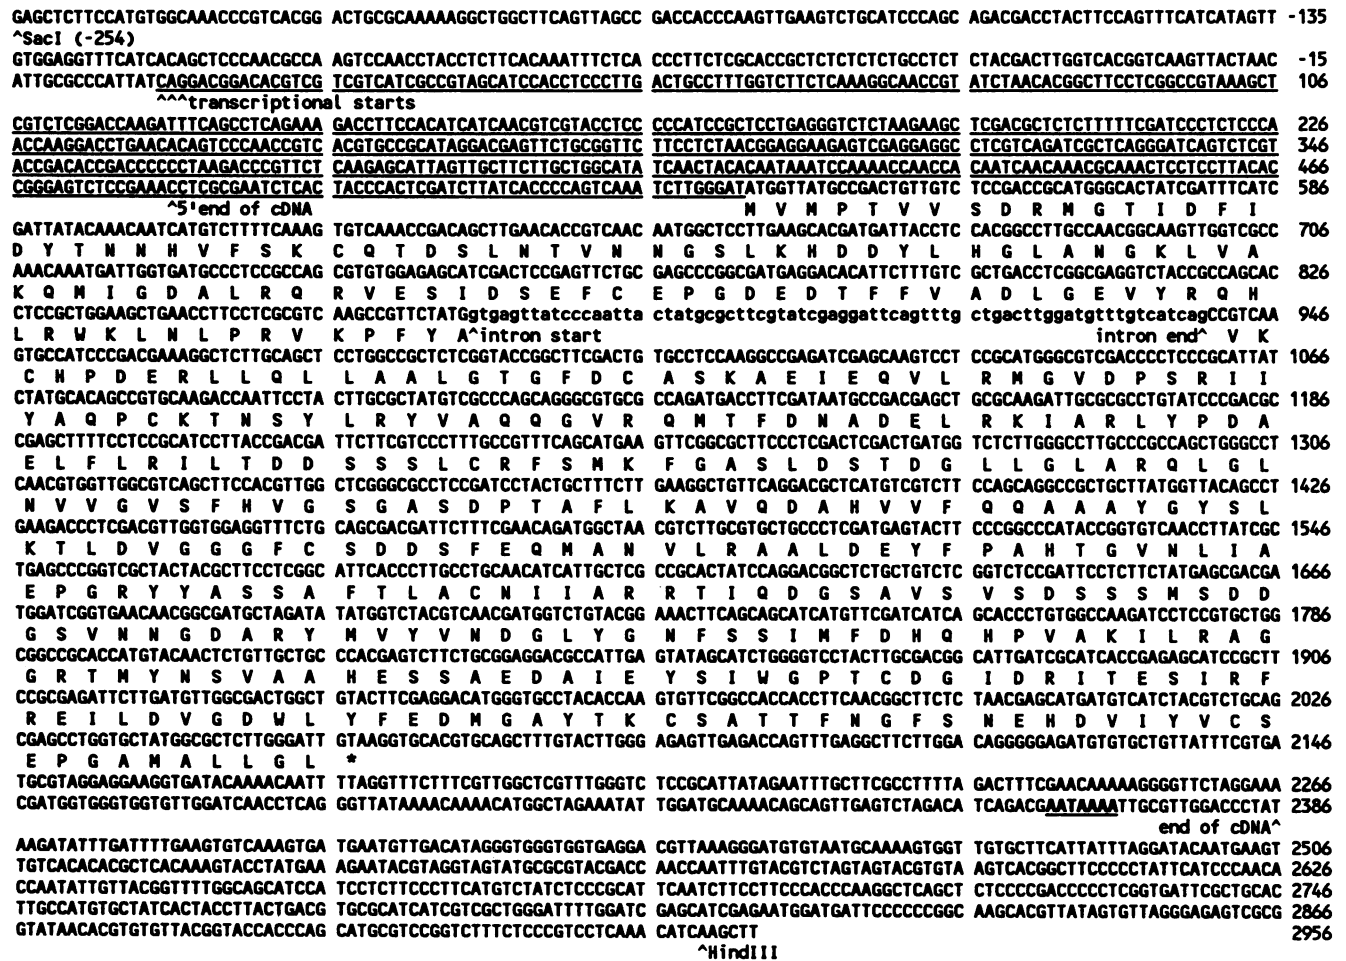 GAGCTCTTCCATGTGGCAAACCCGTCACGG ACTGCGCAAAAAGGCTGGCTTCAGTTAGCC GACCACCCAAGTTGAAGTCTGCATCCCAGC AGACGACCTACTTCCAGTTTCATCATAGTT -135
^SacI (-254)
GTGGAGGTTTCATCACAGCTCCCAACGCCA AGTCCAACCTACCTCTTCACAAATTTCTCA CCCTTCTCGCACCGCTCTCTCTCTGCCTCT CTACGACTTGGTCACGGTCAAGTTACTAAC -15
ATTGCGCCCATTATCAGGACGGACACGTCG TCGTCATCGCCGTAGCATCCACCTCCCTTG ACTGCCTTTGGTCTTCTCAAAGGCAACCGT ATCTAACACGGCTTCCTCGGCCGTAAAGCT 106
^^^transcriptional starts
CGTCTCGGACCAAGATTTCAGCCTCAGAAA GACCTTCCACATCATCAACGTCGTACCTCC CCCATCCGCTCCTGAGGGTCTCTAAGAAGC TCGACGCTCTCTTTTTCGATCCCTCTCCCA 226
ACCAAGGACCTGAACACAGTCCCAACCGTC ACGTGCCGCATAGGACGAGTTCTGCGGTTC TTCCTCTAACGGAGGAAGAGTCGAGGAGGC CTCGTCAGATCGCTCAGGGATCAGTCTCGT 346
ACCGACACCGACCCCCCTAAGACCCGTTCT CAAGAGCATTAGTTGCTTCTTGCTGGCATA TCAACTACACAATAAATCCAAAACCAACCA CAATCAACAAACGCAAACTCCTCCTTACAC 466
CGGGAGTCTCCGAAACCTCGCGAATCTCAC TACCCACTCGATCTTATCACCCCAGTCAAA TCTTGGGATATGGTTATGCCGACTGTTGTC TCCGACCGCATGGGCACTATCGATTTCATC 586
^5'end of cDNA M V M P T V V S D R M G T I D F I
GATTATACAAACAATCATGTCTTTTCAAAG TGTCAAACCGACAGCTTGAACACCGTCAAC AATGGCTCCTTGAAGCACGATGATTACCTC CACGGCCTTGCCAACGGCAAGTTGGTCGCC 706
D Y T N N H V F S K C Q T D S L N T V N N G S L K H D D Y L H G L A N G K L V A
AAACAAATGATTGGTGATGCCCTCCGCCAG CGTGTGGAGAGCATCGACTCCGAGTTCTGC GAGCCCGGCGATGAGGACACATTCTTTGTC GCTGACCTCGGCGAGGTCTACCGCCAGCAC 826
K Q M I G D A L R Q R V E S I D S E F C E P G D E D T F F V A D L G E V Y R Q H
CTCCGCTGGAAGCTGAACCTTCCTCGCGTC AAGCCGTTCTATGgtgagttatcccaatta ctatgcgcttcgtatcgaggattcagtttg ctgacttggatgtttgtcatcagCCGTCAA 946
L R W K L N L P R V K P F Y A^intron start intron end^ V K
GTGCCATCCCGACGAAAGGCTCTTGCAGCT CCTGGCCGCTCTCGGTACCGGCTTCGACTG TGCCTCCAAGGCCGAGATCGAGCAAGTCCT CCGCATGGGCGTCGACCCCTCCCGCATTAT 1066
C H P D E R L L Q L L A A L G T G F D C A S K A E I E Q V L R M G V D P S R I I
CTATGCACAGCCGTGCAAGACCAATTCCTA CTTGCGCTATGTCGCCCAGCAGGGCGTGCG CCAGATGACCTTCGATAATGCCGACGAGCT GCGCAAGATTGCGCGCCTGTATCCCGACGC 1186
Y A Q P C K T N S Y L R Y V A Q Q G V R Q M T F D N A D E L R K I A R L Y P D A
CGAGCTTTTCCTCCGCATCCTTACCGACGA TTCTTCGTCCCTTTGCCGTTTCAGCATGAA GTTCGGCGCTTCCCTCGACTCGACTGATGG TCTCTTGGGCCTTGCCCGCCAGCTGGGCCT 1306
E L F L R I L T D D S S S L C R F S M K F G A S L D S T D G L L G L A R Q L G L
CAACGTGGTTGGCGTCAGCTTCCACGTTGG CTCGGGCGCCTCCGATCCTACTGCTTTCTT GAAGGCTGTTCAGGACGCTCATGTCGTCTT CCAGCAGGCCGCTGCTTATGGTTACAGCCT 1426
N V V G V S F H V G S G A S D P T A F L K A V Q D A H V V F Q Q A A A Y G Y S L
GAAGACCCTCGACGTTGGTGGAGGTTTCTG CAGCGACGATTCTTTCGAACAGATGGCTAA CGTCTTGCGTGCTGCCCTCGATGAGTACTT CCCGGCCCATACCGGTGTCAACCTTATCGC 1546
K T L D V G G G F C S D D S F E Q M A N V L R A A L D E Y F P A H T G V N L I A
TGAGCCCGGTCGCTACTACGCTTCCTCGGC ATTCACCCTTGCCTGCAACATCATTGCTCG CCGCACTATCCAGGACGGCTCTGCTGTCTC GGTCTCCGATTCCTCTTCTATGAGCGACGA 1666
E P G R Y Y A S S A F T L A C N I I A R R T I Q D G S A V S V S D S S S M S D D
TGGATCGGTGAACAACGGCGATGCTAGATA TATGGTCTACGTCAACGATGGTCTGTACGG AAACTTCAGCAGCATCATGTTCGATCATCA GCACCCTGTGGCCAAGATCCTCCGTGCTGG 1786
G S V N N G D A R Y M V Y V N D G L Y G N F S S I M F D H Q H P V A K I L R A G
CGGCCGCACCATGTACAACTCTGTTGCTGC CCACGAGTCTTCTGCGGAGGACGCCATTGA GTATAGCATCTGGGGTCCTACTTGCGACGG CATTGATCGCATCACCGAGAGCATCCGCTT 1906
G R T M Y N S V A A H E S S A E D A I E Y S I W G P T C D G I D R I T E S I R F
CCGCGAGATTCTTGATGTTGGCGACTGGCT GTACTTCGAGGACATGGGTGCCTACACCAA GTGTTCGGCCACCACCTTCAACGGCTTCTC TAACGAGCATGATGTCATCTACGTCTGCAG 2026
R E I L D V G D W L Y F E D M G A Y T K C S A T T F N G F S N E H D V I Y V C S
CGAGCCTGGTGCTATGGCGCTCTTGGGATT GTAAGGTGCACGTGCAGCTTTGTACTTGGG AGAGTTGAGACCAGTTTGAGGCTTCTTGGA CAGGGGGAGATGTGTGCTGTTATTTCGTGA 2146
E P G A M A L L G L *
TGCGTAGGAGGAAGGTGATACAAAACAATT TTAGGTTTCTTTCGTTGGCTCGTTTGGGTC TCCGCATTATAGAATTTGCTTCGCCTTTTA GACTTTCGAACAAAAAGGGGTTCTAGGAAA 2266
CGATGGTGGGTGGTGTTGGATCAACCTCAG GGTTATAAAACAAAACATGGCTAGAAATAT TGGATGCAAAACAGCAGTTGAGTCTAGACA TCAGACGAATAAAATTGCGTTGGACCCTAT 2386
end of cDNA^
AAGATATTTGATTTTGAAGTGTCAAAGTGA TGAATGTTGACATAGGGTGGGTGGTGAGGA CGTTAAAGGGATGTGTAATGCAAAAGTGGT TGTGCTTCATTATTTAGGATACAATGAAGT 2506
TGTCACACACGCTCACAAAGTACCTATGAA AGAATACGTAGGTAGTATGCGCGTACGACC AACCAATTTGTACGTCTAGTAGTACGTGTA AGTCACGGCTTCCCCCTATTCATCCCAACA 2626
CCAATATTGTTACGGTTTTGGCAGCATCCA TCCTCTTCCCTTCATGTCTATCTCCCGCAT TCAATCTTCCTTCCCACCCAAGGCTCAGCT CTCCCCGACCCCCTCGGTGATTCGCTGCAC 2746
TTGCCATGTGCTATCACTACCTTACTGACG TGCGCATCATCGTCGCTGGGATTTTGGATC GAGCATCGAGAATGGATGATTCCCCCCGGC AAGCACGTTATAGTGTTAGGGAGAGTCGCG 2866
GTATAACACGTGTGTTACGGTACCACCCAG CATGCGTCCGGTCTTTCTCCCGTCCTCAAA CATCAAGCTT 2956
^HindIII